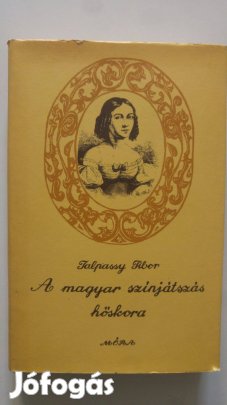 Talpassy Tibor
A magyar színjátszás
hőskora
MÓRA
Jófogás